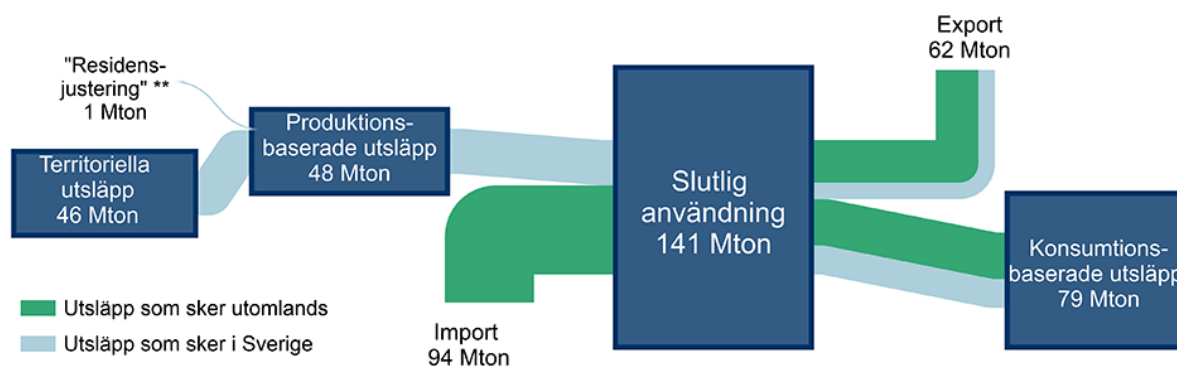 "Residens-
justering" **
1 Mton
Territoriella
utsläpp
46 Mton
Produktions-
baserade utsläpp
48 Mton
Import
94 Mton
Slutlig
användning
141 Mton
Export
62 Mton
Konsumtions-
baserade utsläpp
79 Mton
Utsläpp som sker utomlands
Utsläpp som sker i Sverige